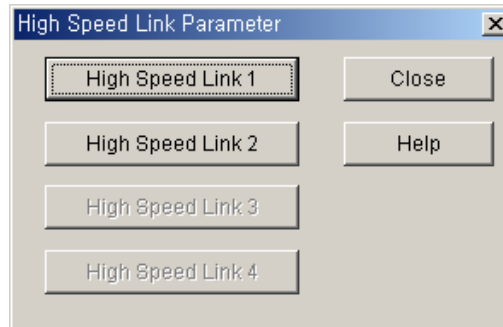 High Speed Link Parameter
High Speed Link 1
Close
High Speed Link 2
Help
High Speed Link 3
High Speed Link 4